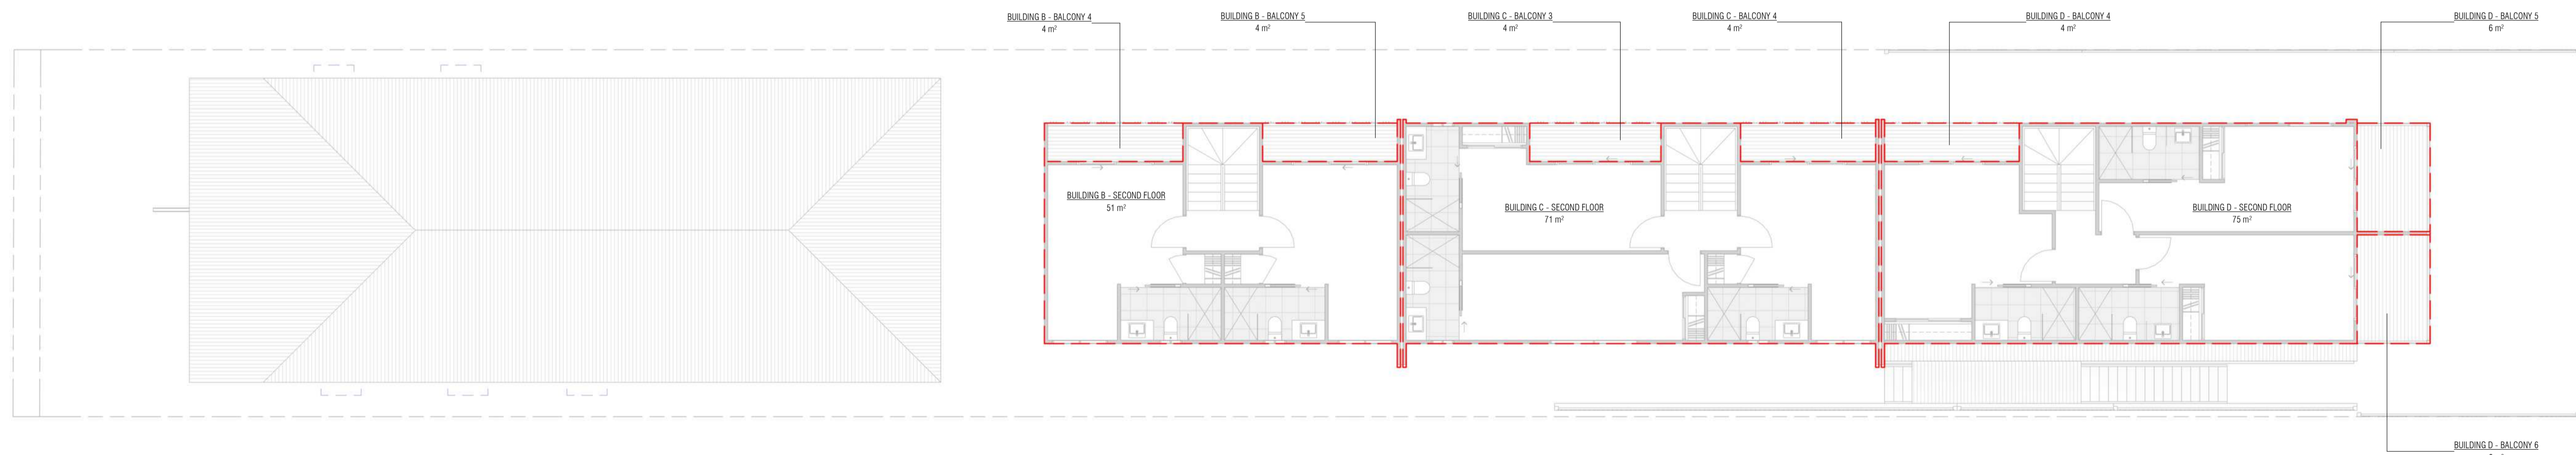 BUILDING B - BALCONY 4
4 m²
BUILDING B - BALCONY 5
4 m²
BUILDING C - BALCONY 3
4 m²
BUILDING C - BALCONY 4
4 m²
BUILDING D - BALCONY 4
4 m²
BUILDING D - BALCONY 5
6 m²
BUILDING B - SECOND FLOOR
51 m²
BUILDING C - SECOND FLOOR
71 m²
BUILDING D - SECOND FLOOR
75 m²
BUILDING D - BALCONY 6